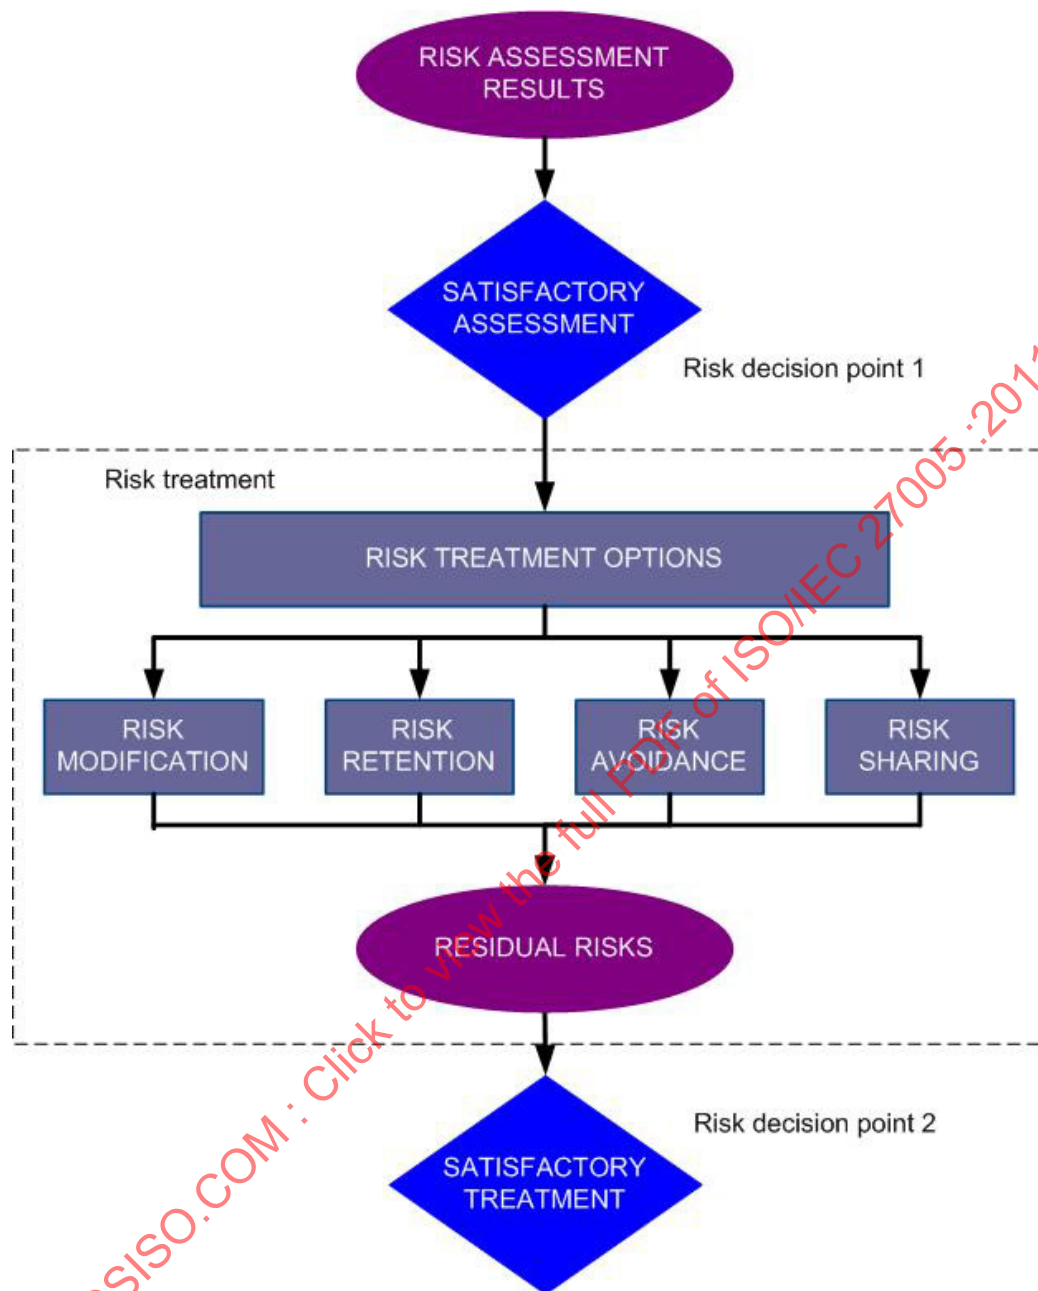 RISK ASSESSMENT
RESULTS
SATISFACTORY
ASSESSMENT
Risk decision point 1
Risk treatment
RISK TREATMENT OPTIONS
RISK
MODIFICATION
RISK
RETENTION
RISK
AVOIDANCE
RISK
SHARING
RESIDUAL RISKS
Risk decision point 2
SATISFACTORY
TREATMENT
SISO.COM : Click to view the full PDF of ISO/IEC 27005 :2011